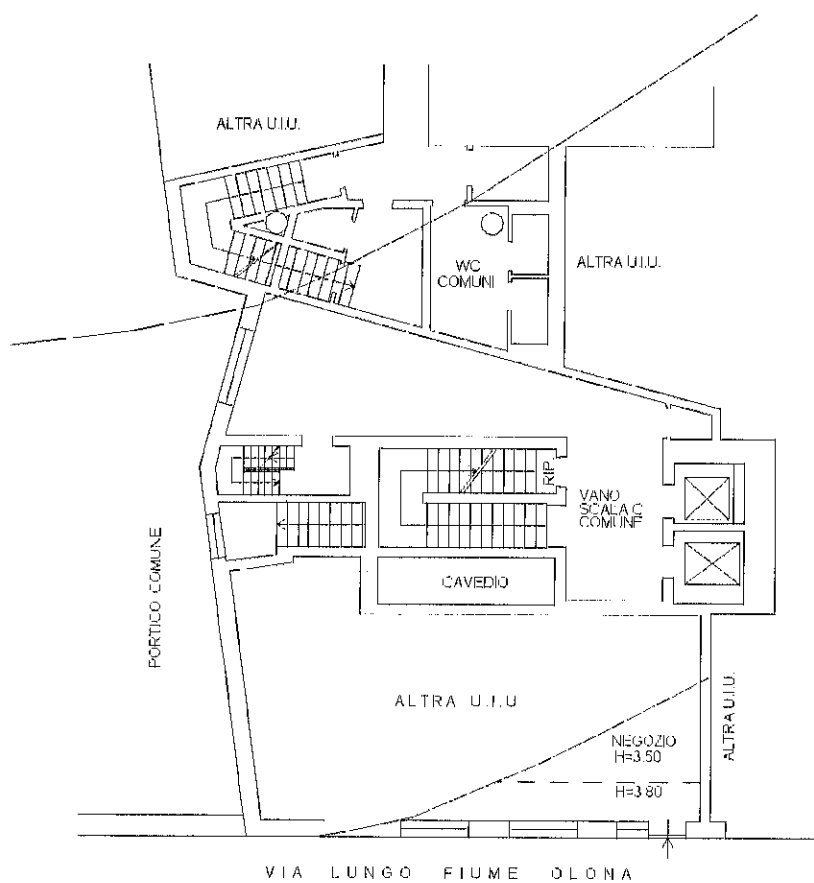 ALTRA U.I.U.
WC
COMUNI
ALTRA U.I.U.
RIP.
VANO
SCALA C
COMUNE
CAVEDIO
PORTICO COMUNE
ALTRA U.I.U
ALTRA U.I.U.
NEGOZIO
H=3.50
H=3.80
VIA LUNGO FIUME OLONA